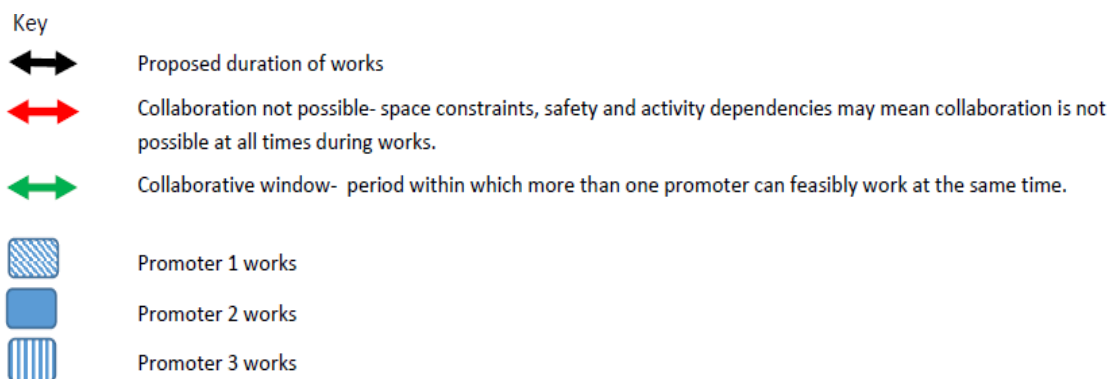 Key
Proposed duration of works
Collaboration not possible- space constraints, safety and activity dependencies may mean collaboration is not
possible at all times during works.
Collaborative window-  period within which more than one promoter can feasibly work at the same time.
Promoter 1 works
Promoter 2 works
Promoter 3 works